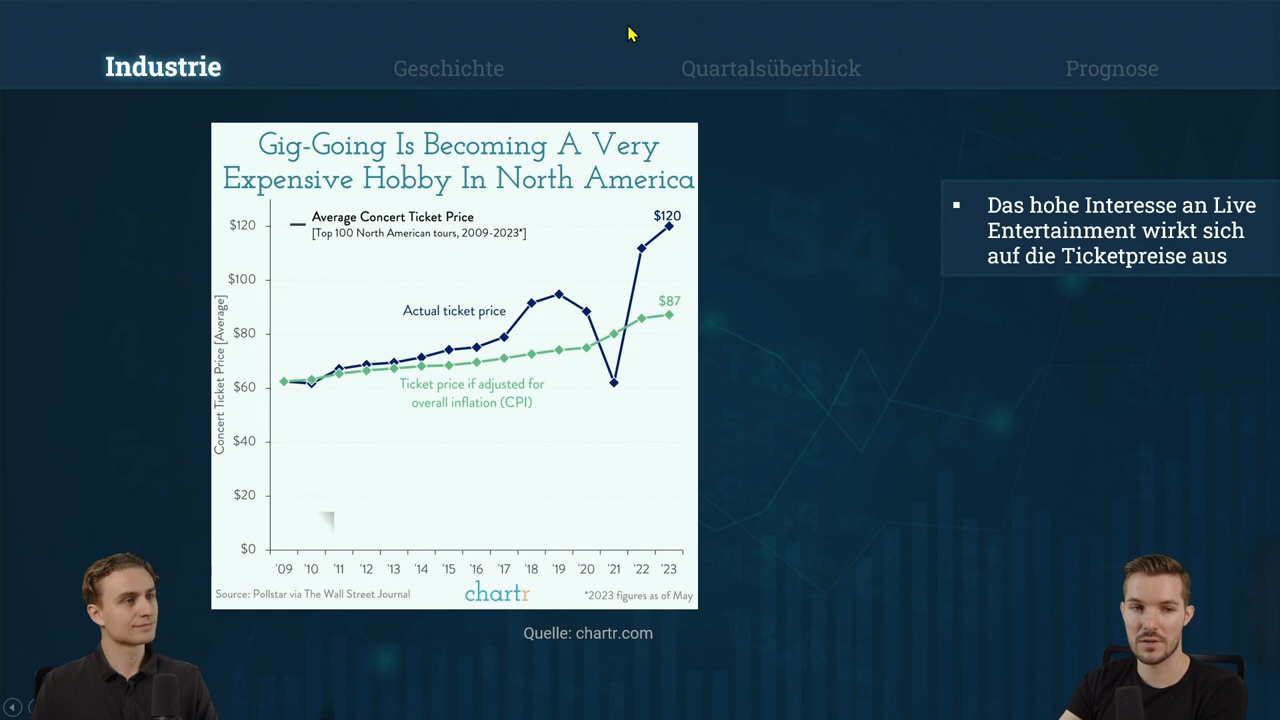 Industrie
Geschichte
Quartalsüberblick
Prognose
Gig-Going Is Becoming A Very
Expensive Hobby In North America
Average Concert Ticket Price
[Top 100 North American tours, 2009-2023*]
$120
$100
$80
$60
$40
$20
$0
Concert Ticket Price [Average]
Actual ticket price
$120
$87
Ticket price if adjusted for
overall inflation (CPI)
'09 '10 '11 '12 '13 '14 '15 '16 '17 '18 '19 '20 '21 '22 '23
Source: Pollstar via The Wall Street Journal
chartr
*2023 figures as of May
Quelle: chartr.com
▪ Das hohe Interesse an Live
Entertainment wirkt sich
auf die Ticketpreise aus